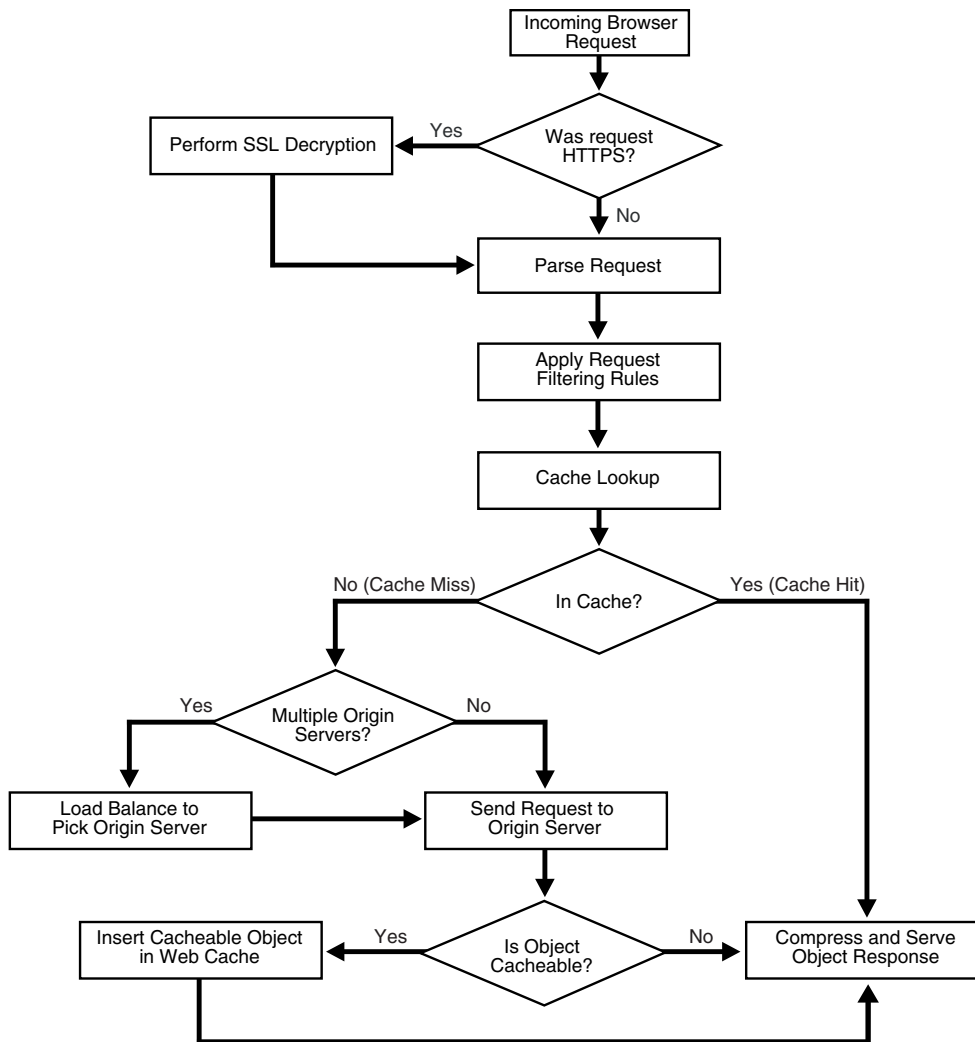 Incoming Browser
Request
Was request
HTTPS?
Yes
Perform SSL Decryption
No
Parse Request
Apply Request
Filtering Rules
Cache Lookup
In Cache?
No (Cache Miss)
Yes (Cache Hit)
Multiple Origin
Servers?
Yes
No
Load Balance to
Pick Origin Server
Send Request to
Origin Server
Is Object
Cacheable?
Yes
No
Insert Cacheable Object
in Web Cache
Compress and Serve
Object Response